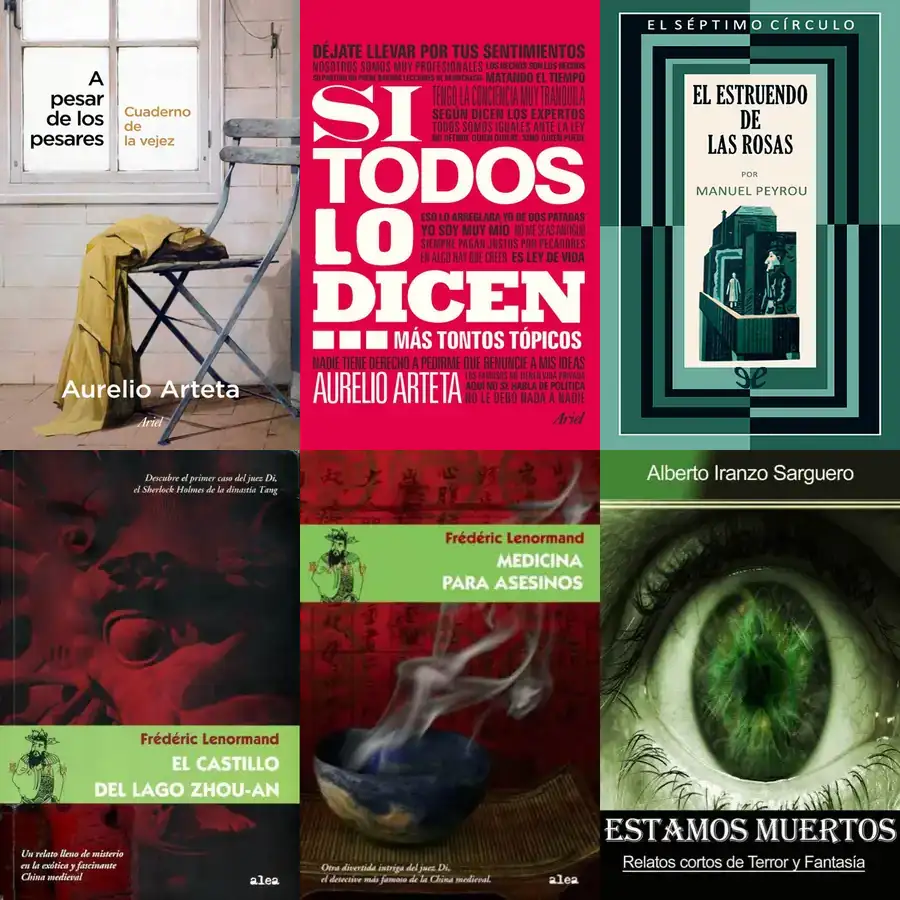 A
pesar
de los
pesares
Cuaderno
de
la vejez
Aurelio Arteta
Ariel
DÉJATE LLEVAR POR TUS SENTIMIENTOS
NOSOTROS SOMOS MUY PROFESIONALES
MATANDO EL TIEMPO
SI
TENGO LA CONCIENCIA MUY TRANQUILA
SEGÚN DICEN LOS EXPERTOS
TODOS SOMOS IGUALES ANTE LA LEY
TODOS
LO
ESO LO ARREGLABA YO DE DOS PATADAS
YO SOY MUY MÍO NO ME SEAS ANTIGUO
SIEMPRE PAGAN JUSTOS POR PECADORES
EN ALGO HAY QUE CREER ES LEY DE VIDA
DICEN
... MÁS TONTOS TÓPICOS
NADIE TIENE DERECHO A PEDIRME QUE RENUNCIE A MIS IDEAS
AURELIO ARTETA
AQUÍ NO SE HABLA DE POLÍTICA
NO LE DEBO NADA A NADIE
Ariel
EL SÉPTIMO CÍRCULO
EL ESTRUENDO
DE
LAS ROSAS
POR
MANUEL PEYROU
Descubre el primer caso del juez Di,
el Sherlock Holmes de la dinastía Tang
Frédéric Lenormand
EL CASTILLO
DEL LAGO ZHOU-AN
Un relato lleno de misterio
en la exótica y fascinante
China medieval
alea
Frédéric Lenormand
MEDICINA
PARA ASESINOS
Otra divertida intriga del juez Di,
el detective más famoso de la China medieval.
alea
Alberto Iranzo Sarguero
ESTAMOS MUERTOS
Relatos cortos de Terror y Fantasía